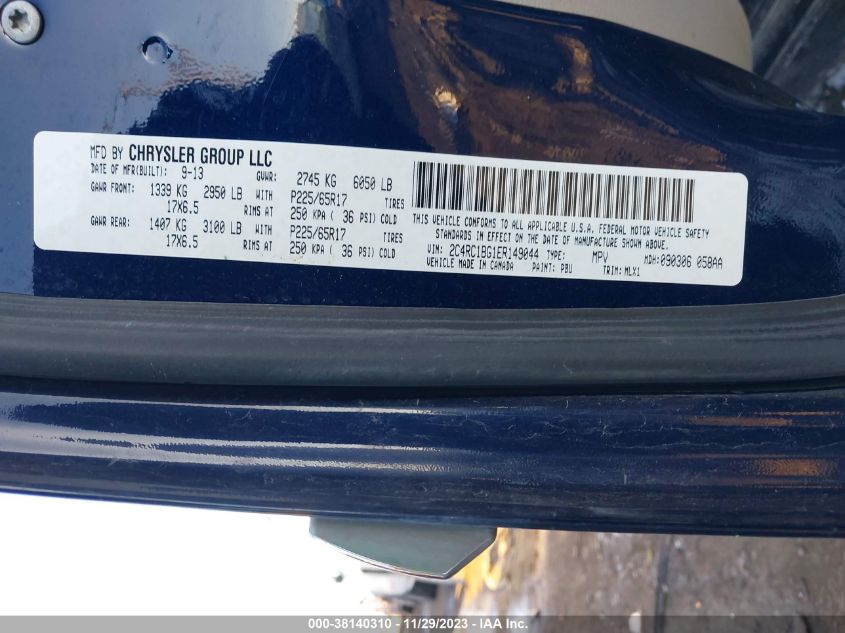 MFD BY CHRYSLER GROUP LLC
DATE OF MFR(BUILT): 9-13 GVWR: 2745 KG 6050 LB
GAWR FRONT: 1339 KG 2950 LB WITH P225/65R17 TIRES
17X6.5 RIMS AT 250 KPA ( 36 PSI) COLD
GAWR REAR: 1407 KG 3100 LB WITH P225/65R17 TIRES
17X6.5 RIMS AT 250 KPA ( 36 PSI) COLD
THIS VEHICLE CONFORMS TO ALL APPLICABLE U.S.A. FEDERAL MOTOR VEHICLE SAFETY
STANDARDS IN EFFECT ON THE DATE OF MANUFACTURE SHOWN ABOVE.
VIN: 2C4RC1BG1ER149044 TYPE: MPV MDH:090306 058AA
VEHICLE MADE IN CANADA PAINT: PBU TRIM: MLX1
000-38140310 - 11/29/2023 - IAA Inc.